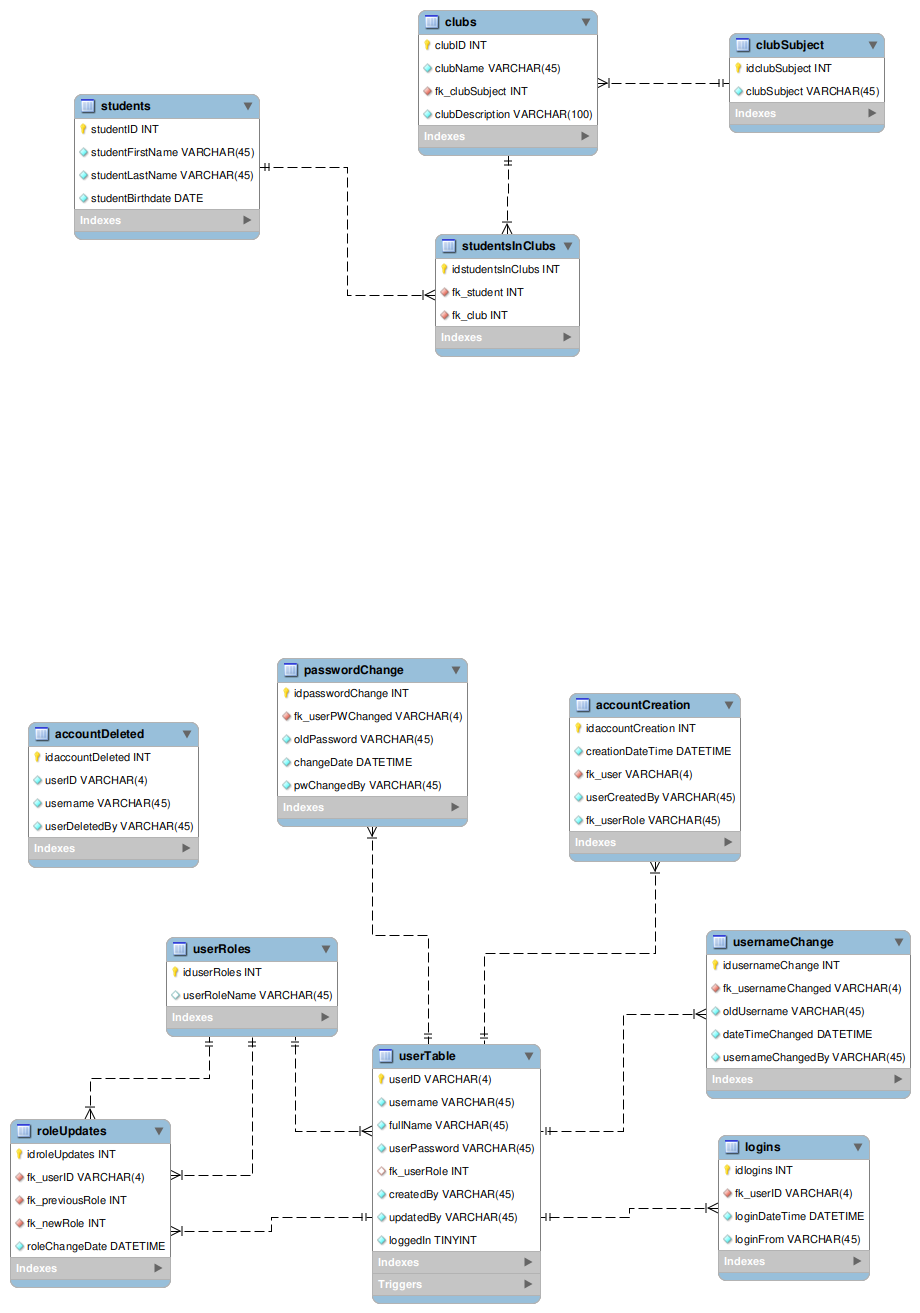 clubs
clubID INT
clubName VARCHAR(45)
fk_clubSubject INT
clubDescription VARCHAR(100)
Indexes
clubSubject
idclubSubject INT
clubSubject VARCHAR(45)
Indexes
students
studentID INT
studentFirstName VARCHAR(45)
studentLastName VARCHAR(45)
studentBirthdate DATE
Indexes
studentsInClubs
idstudentsInClubs INT
fk_student INT
fk_club INT
Indexes
passwordChange
idpasswordChange INT
fk_userPWChanged VARCHAR(4)
oldPassword VARCHAR(45)
changeDate DATETIME
pwChangedBy VARCHAR(45)
Indexes
accountCreation
idaccountCreation INT
creationDateTime DATETIME
fk_user VARCHAR(4)
userCreatedBy VARCHAR(45)
fk_userRole VARCHAR(45)
Indexes
accountDeleted
idaccountDeleted INT
userID VARCHAR(4)
username VARCHAR(45)
userDeletedBy VARCHAR(45)
Indexes
userRoles
iduserRoles INT
userRoleName VARCHAR(45)
Indexes
usernameChange
idusernameChange INT
fk_usernameChanged VARCHAR(4)
oldUsername VARCHAR(45)
dateTimeChanged DATETIME
usernameChangedBy VARCHAR(45)
Indexes
userTable
userID VARCHAR(4)
username VARCHAR(45)
fullName VARCHAR(45)
userPassword VARCHAR(45)
fk_userRole INT
createdBy VARCHAR(45)
updatedBy VARCHAR(45)
loggedIn TINYINT
Indexes
Triggers
roleUpdates
idroleUpdates INT
fk_userID VARCHAR(4)
fk_previousRole INT
fk_newRole INT
roleChangeDate DATETIME
Indexes
logins
idlogins INT
fk_userID VARCHAR(4)
loginDateTime DATETIME
loginFrom VARCHAR(45)
Indexes